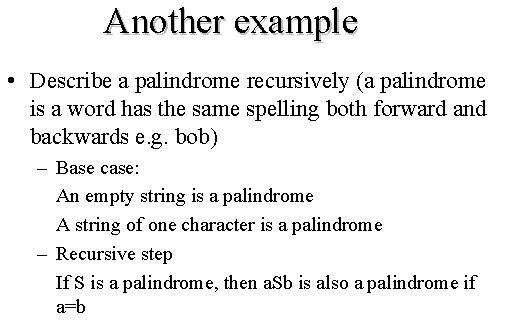 Another example
• Describe a palindrome recursively (a palindrome
is a word has the same spelling both forward and
backwards e.g. bob)
– Base case:
An empty string is a palindrome
A string of one character is a palindrome
– Recursive step
If S is a palindrome, then aSb is also a palindrome if
a=b